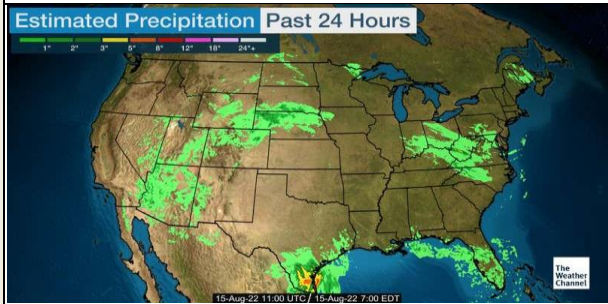 Estimated Precipitation Past 24 Hours
1" 2" 3" 5" 8" 12" 18" 24"+
The
Weather
Channel
15-Aug-22 11:00 UTC / 15-Aug-22 7:00 EDT